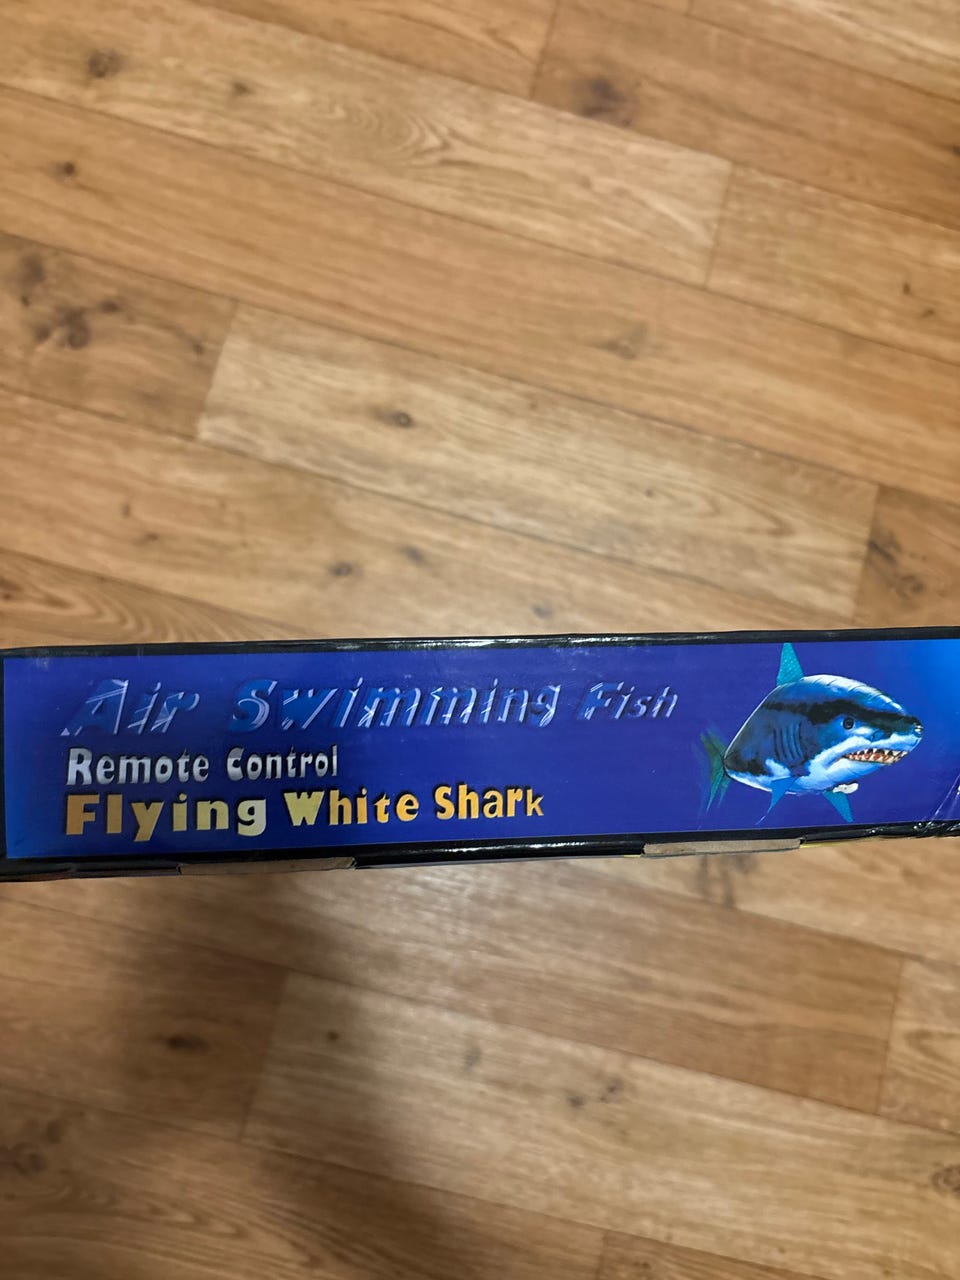 Air Swimming Fish
Remote Control
Flying White Shark